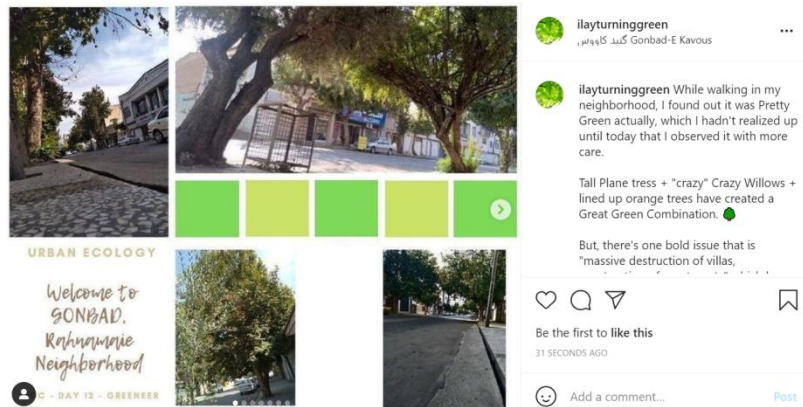 URBAN ECOLOGY
Welcome to
GONBAD.
Rahnamaie
Neighborhood
C - DAY 12 - GREENEER
ilayturninggreen
گنبد کاووس Gonbad-E Kavous
ilayturninggreen While walking in my
neighborhood, I found out it was Pretty
Green actually, which I hadn't realized up
until today that I observed it with more
care.
Tall Plane tress + "crazy" Crazy Willows +
lined up orange trees have created a
Great Green Combination.
But, there's one bold issue that is
"massive destruction of villas,
Be the first to like this
31 SECONDS AGO
Add a comment...
Post